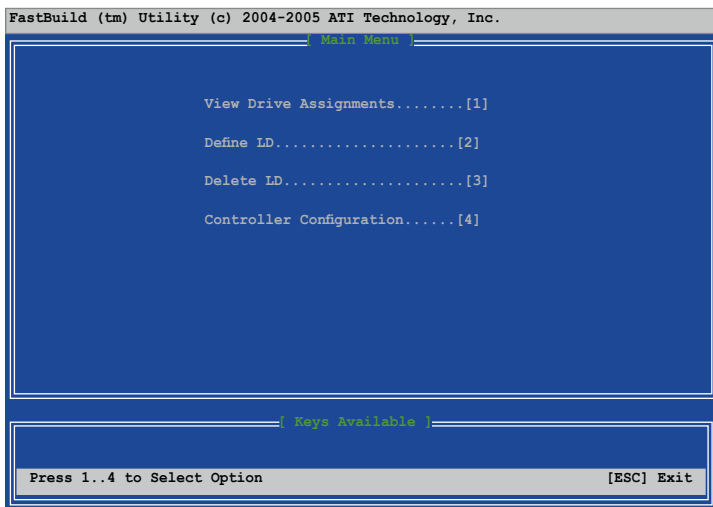 FastBuild (tm) Utility (c) 2004-2005 ATI Technology, Inc.
[ Main Menu ]
View Drive Assignments........[1]
Define LD.....................[2]
Delete LD.....................[3]
Controller Configuration......[4]
[ Keys Available ]
Press 1..4 to Select Option [ESC] Exit